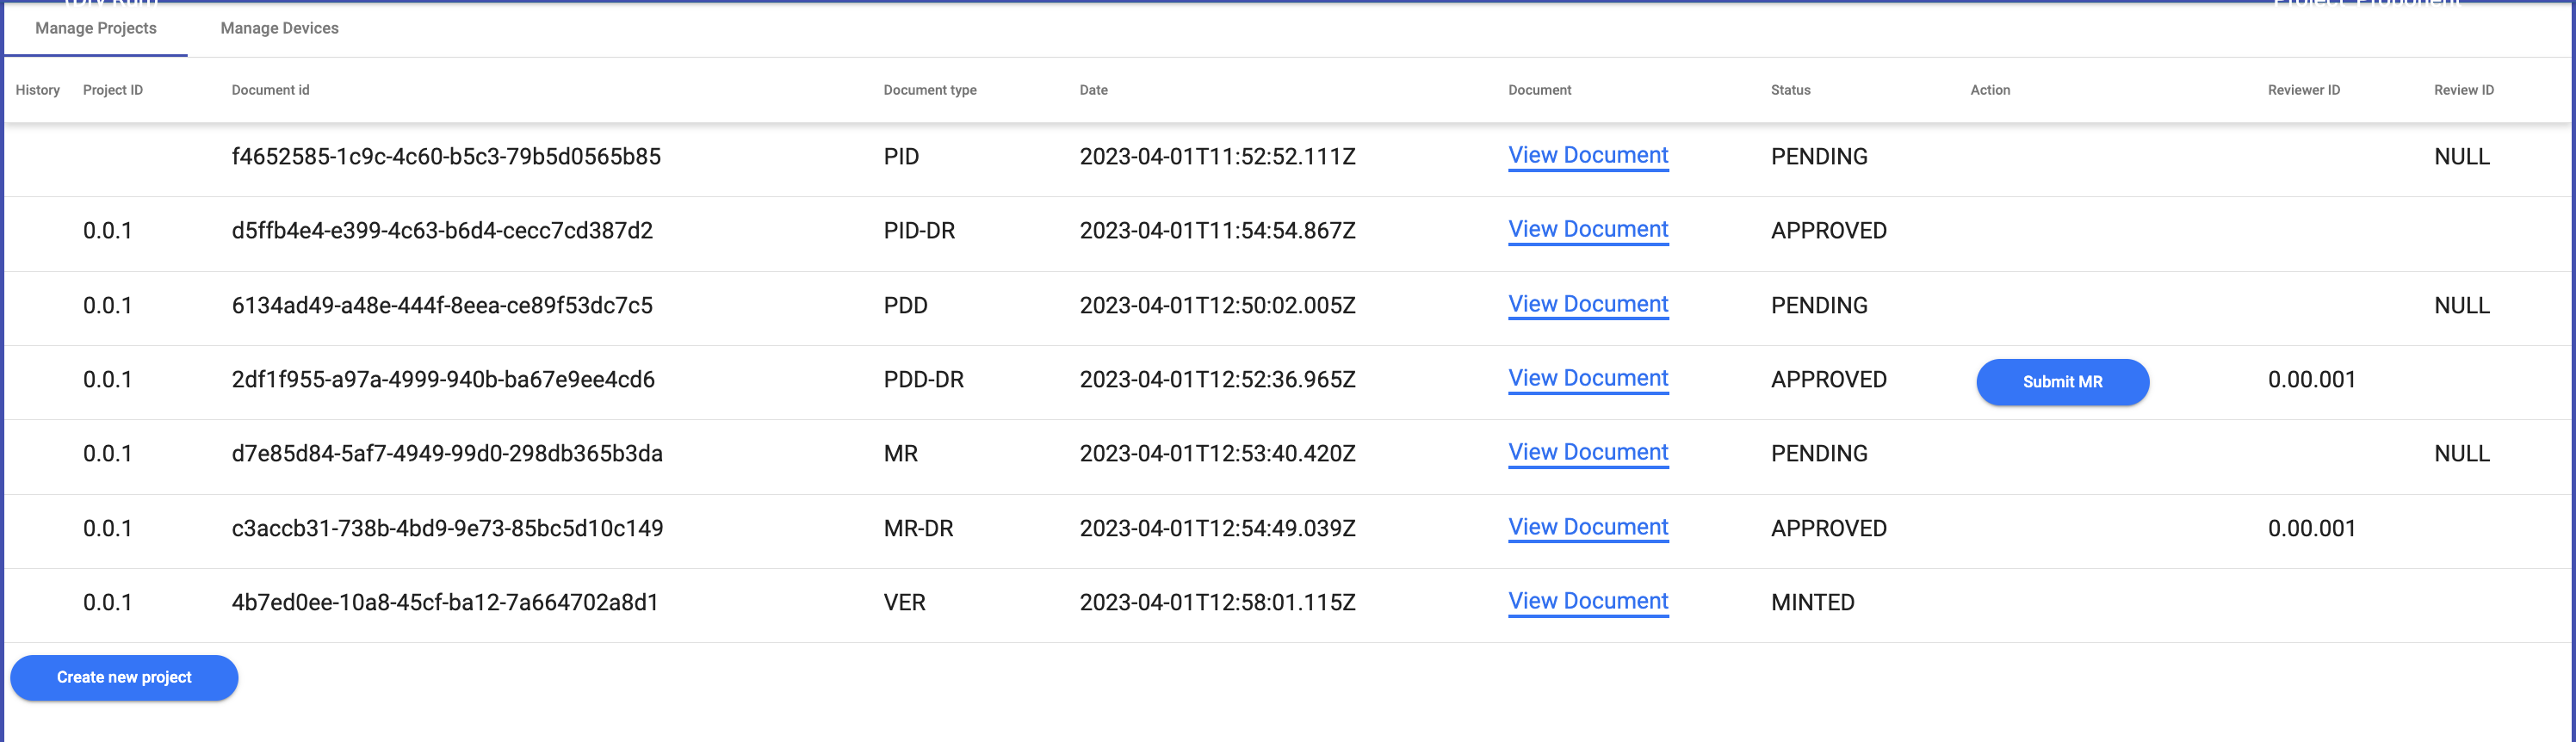 Manage Projects Manage Devices
History Project ID Document id Document type Date Document Status Action Reviewer ID Review ID
f4652585-1c9c-4c60-b5c3-79b5d0565b85 PID 2023-04-01T11:52:52.111Z View Document PENDING NULL
0.0.1 d5ffb4e4-e399-4c63-b6d4-cecc7cd387d2 PID-DR 2023-04-01T11:54:54.867Z View Document APPROVED
0.0.1 6134ad49-a48e-444f-8eea-ce89f53dc7c5 PDD 2023-04-01T12:50:02.005Z View Document PENDING NULL
0.0.1 2df1f955-a97a-4999-940b-ba67e9ee4cd6 PDD-DR 2023-04-01T12:52:36.965Z View Document APPROVED Submit MR 0.00.001
0.0.1 d7e85d84-5af7-4949-99d0-298db365b3da MR 2023-04-01T12:53:40.420Z View Document PENDING NULL
0.0.1 c3accb31-738b-4bd9-9e73-85bc5d10c149 MR-DR 2023-04-01T12:54:49.039Z View Document APPROVED 0.00.001
0.0.1 4b7ed0ee-10a8-45cf-ba12-7a664702a8d1 VER 2023-04-01T12:58:01.115Z View Document MINTED
Create new project